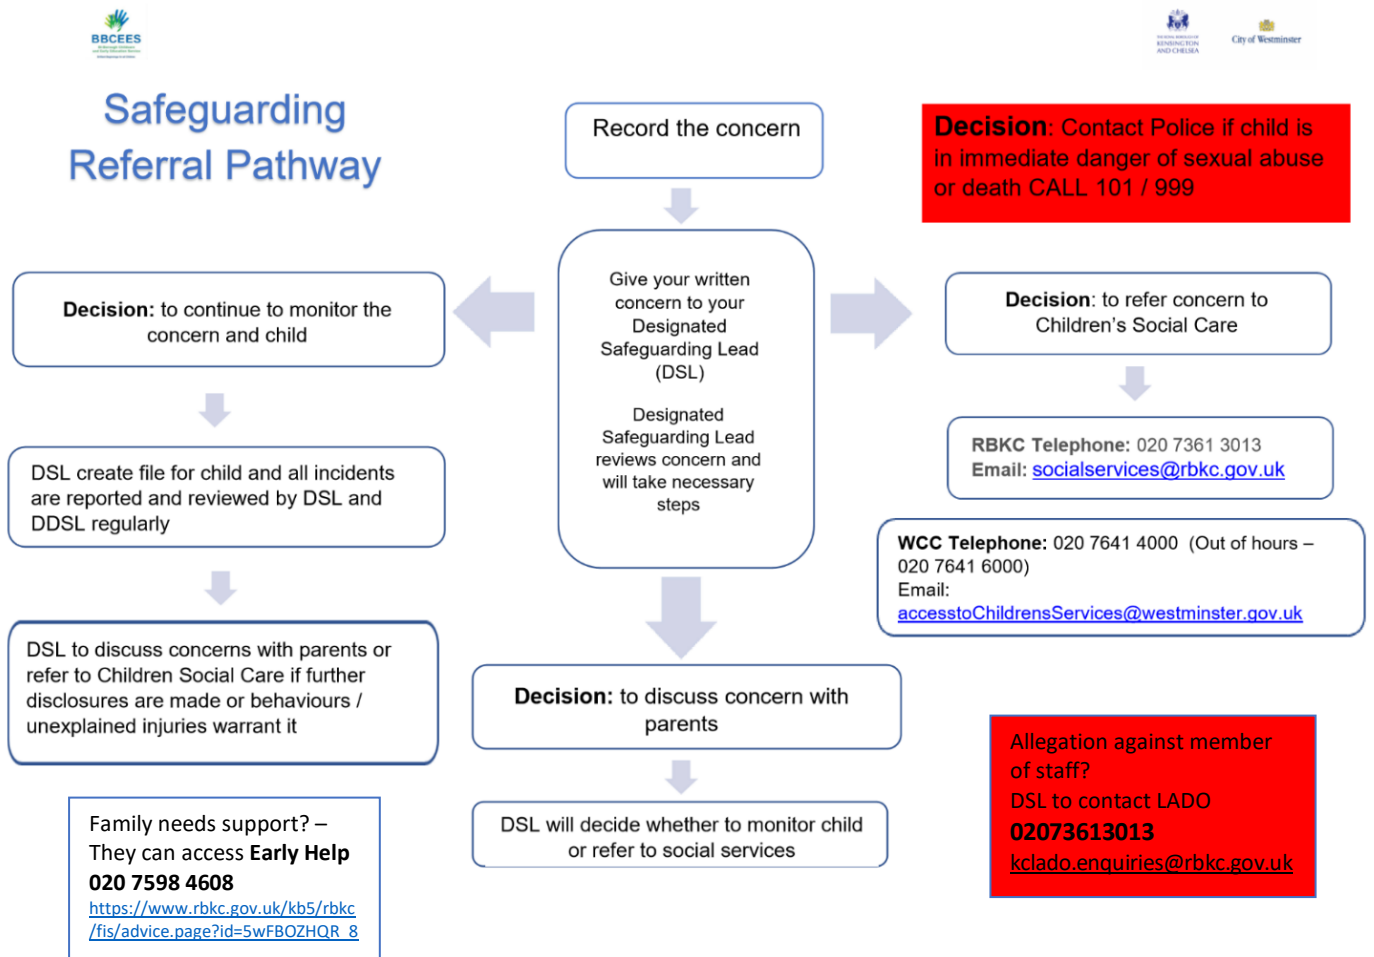 BBCEES
THE ROYAL BOROUGH OF
KENSINGTON
AND CHELSEA
City of Westminster
Safeguarding
Referral Pathway
Record the concern
Decision: Contact Police if child is
in immediate danger of sexual abuse
or death CALL 101 / 999
Give your written
concern to your
Designated
Safeguarding Lead
(DSL)
Designated
Safeguarding Lead
reviews concern and
will take necessary
steps
Decision: to continue to monitor the
concern and child
DSL create file for child and all incidents
are reported and reviewed by DSL and
DDSL regularly
DSL to discuss concerns with parents or
refer to Children Social Care if further
disclosures are made or behaviours /
unexplained injuries warrant it
Decision: to refer concern to
Children’s Social Care
RBKC Telephone: 020 7361 3013
Email: socialservices@rbkc.gov.uk
WCC Telephone: 020 7641 4000 (Out of hours –
020 7641 6000)
Email:
accesstoChildrensServices@westminster.gov.uk
Decision: to discuss concern with
parents
DSL will decide whether to monitor child
or refer to social services
Family needs support? –
They can access Early Help
020 7598 4608
https://www.rbkc.gov.uk/kb5/rbkc
/fis/advice.page?id=5wFBOZHQR_8
Allegation against member
of staff?
DSL to contact LADO
02073613013
kclado.enquiries@rbkc.gov.uk